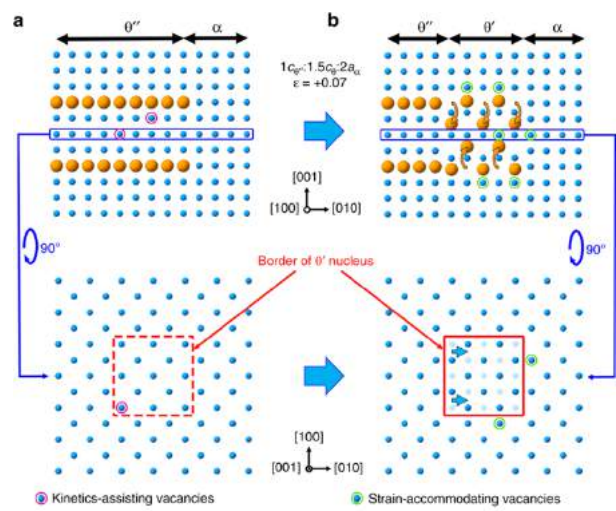 a
b
θ″
α
θ″
θ′
α
1cθ″:1.5cθ′:2aα
ε = +0.07
[001]
[100]
[010]
90°
90°
Border of θ′ nucleus
[100]
[001]
[010]
Kinetics-assisting vacancies
Strain-accommodating vacancies